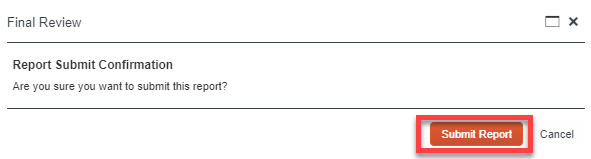 Final Review
Report Submit Confirmation
Are you sure you want to submit this report?
Submit Report Cancel